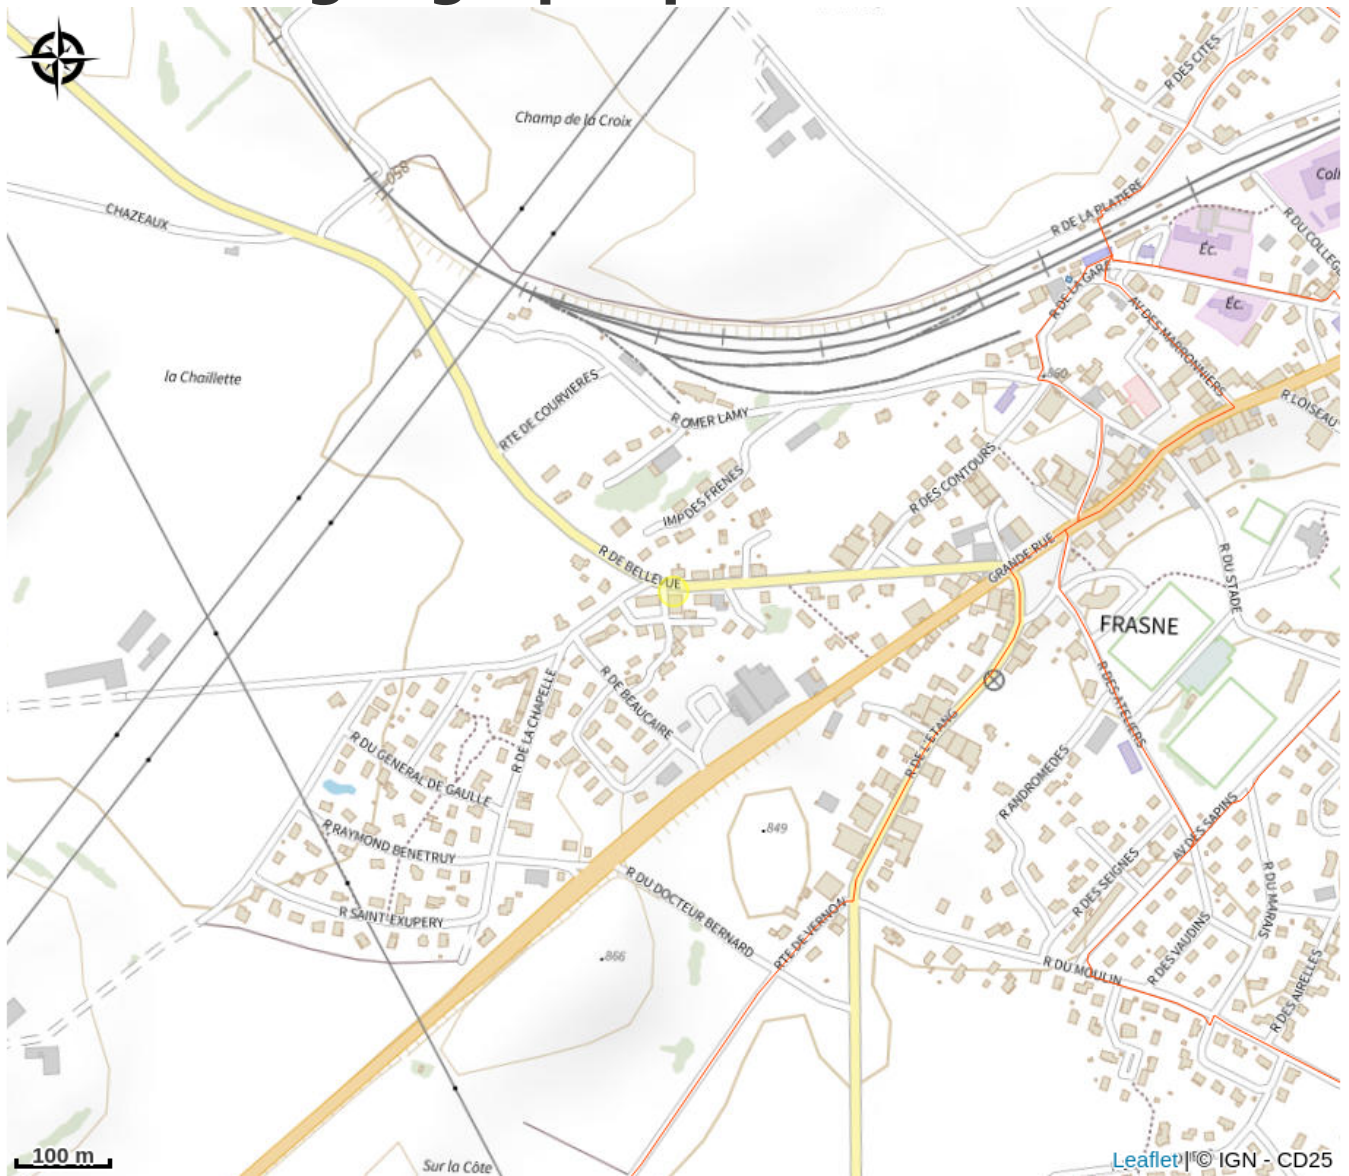 R DES CITES
Champ de la Croix
850
Coll
R DE LA PLATIERE
CHAZEAUX
R DU COLLEGE
Éc.
R DE LA GARE
Éc.
AV DES MARRONNIERS
la Chaillette
860
RTE DE COURVIERES
R LOISEAU
R OMER LAMY
R DES CONTOURS
IMP DES FRENES
GRANDE RUE
R DE BELLEVUE
R DU STADE
FRASNE
R DES ATELIERS
R DE BEAUCAIRE
R DE LA CHAPELLE
R DE L'ETANG
R DU GENERAL DE GAULLE
R ANDROMEDES
AV DES SAPINS
849
R RAYMOND BENETRUY
R DES SEIGNES
R DU MARAIS
R DU DOCTEUR BERNARD
R SAINT EXUPERY
RTE DE VERNON
R DES VAUDINS
866
R DU MOULIN
R DES AIRELLES
100 m
Sur la Côte
Leaflet | © IGN - CD25